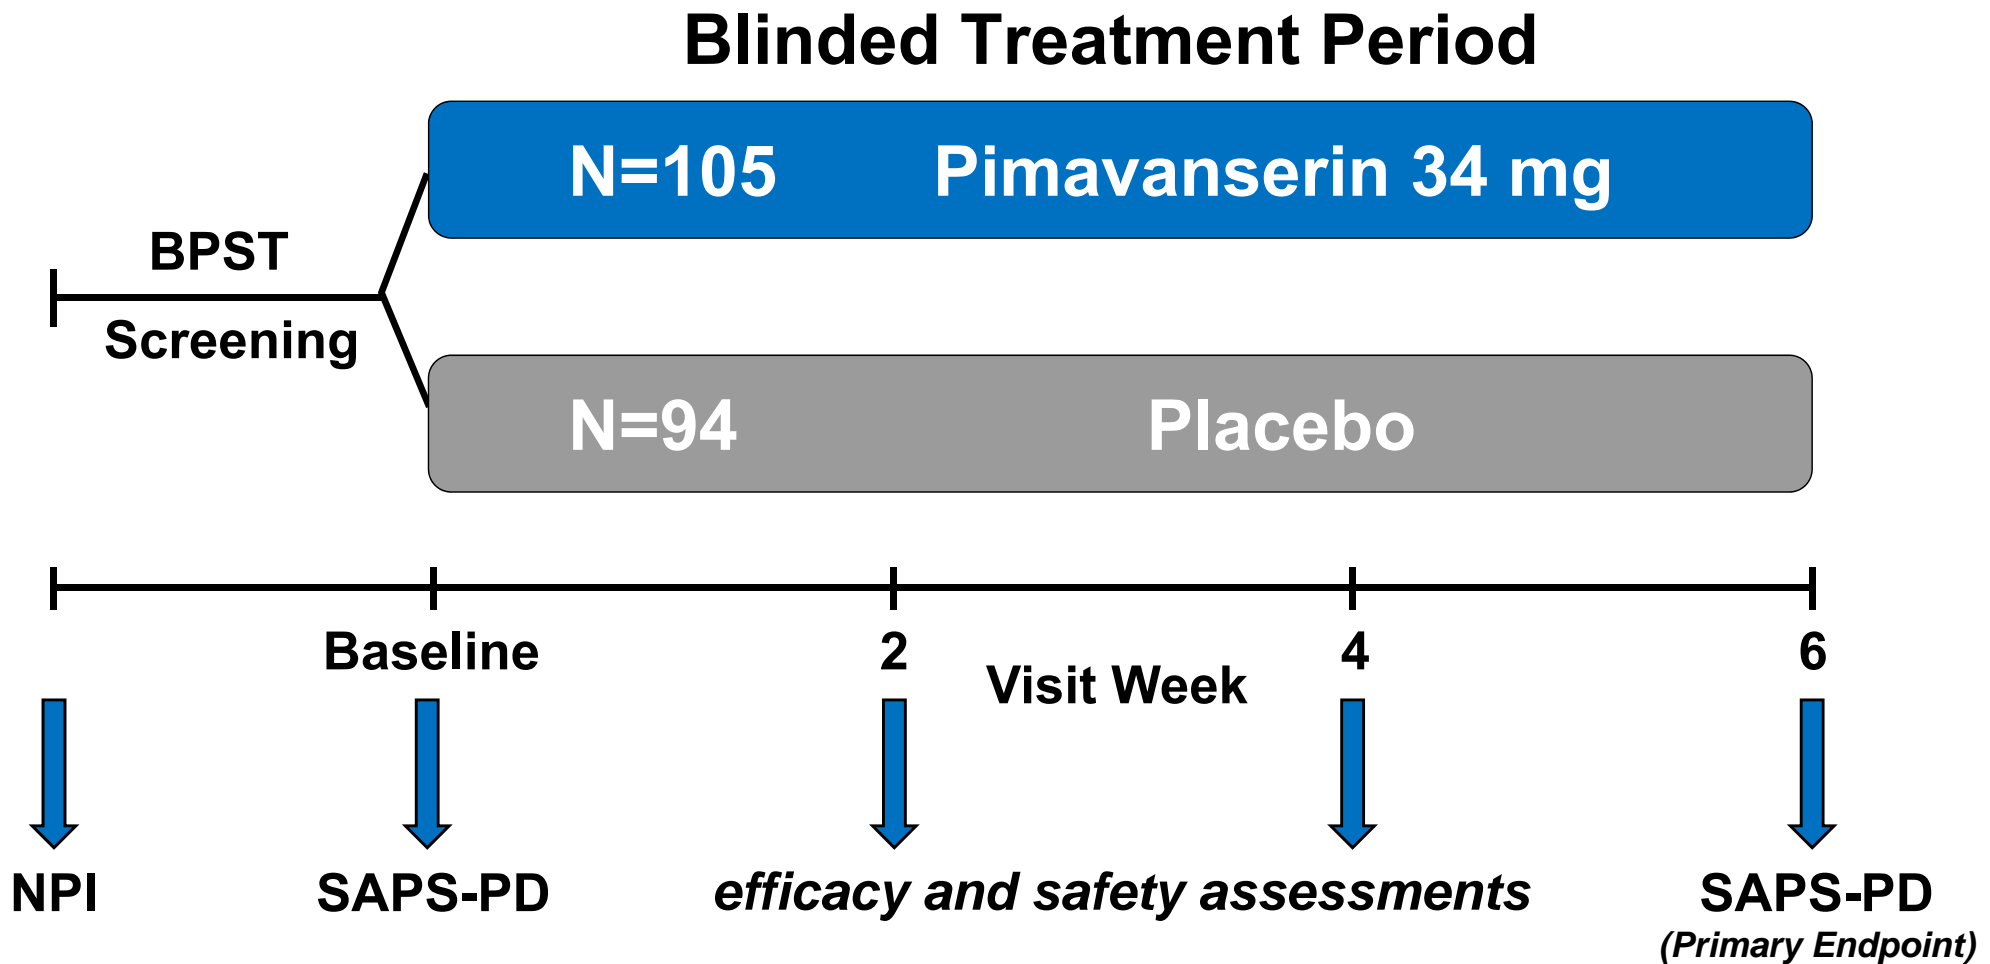 Blinded Treatment Period
N=105 Pimavanserin 34 mg
BPST
Screening
N=94 Placebo
Baseline 2 4 6
Visit Week
NPI SAPS-PD efficacy and safety assessments SAPS-PD
(Primary Endpoint)